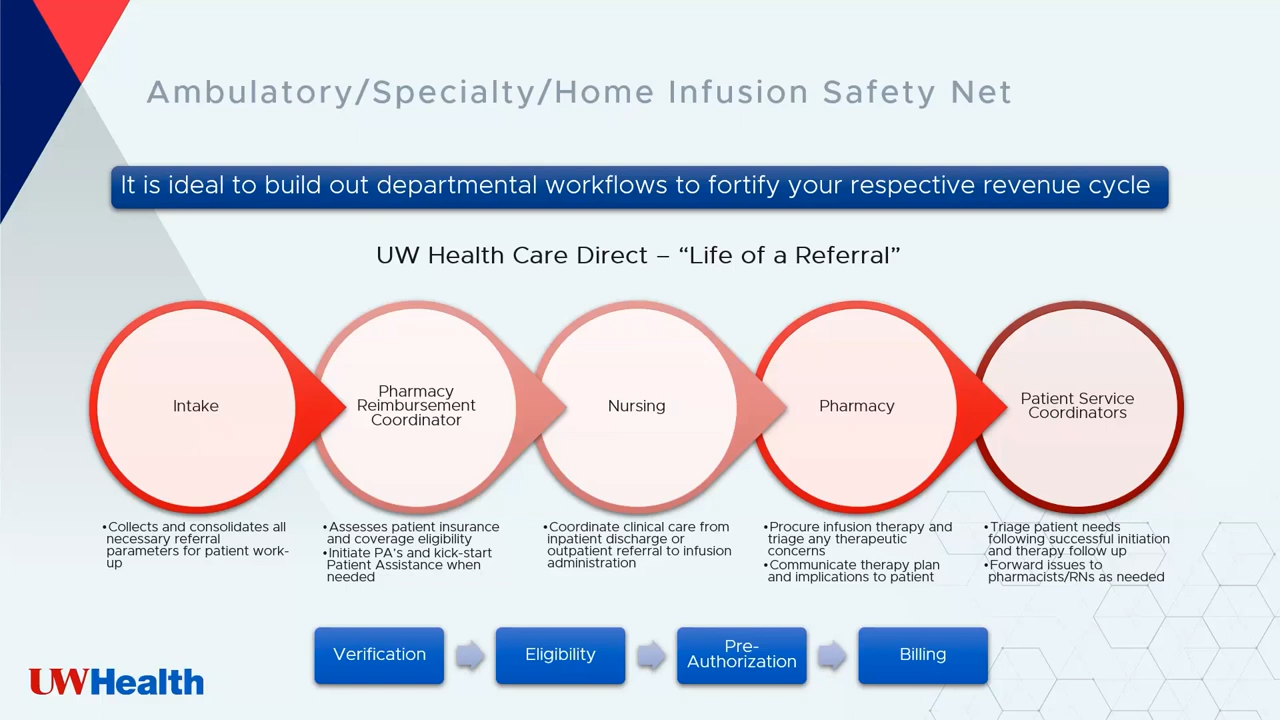 Ambulatory/Specialty/Home Infusion Safety Net
It is ideal to build out departmental workflows to fortify your respective revenue cycle
UW Health Care Direct – “Life of a Referral”
Intake
Pharmacy
Reimbursement
Coordinator
Nursing
Pharmacy
Patient Service
Coordinators
•Collects and consolidates all
necessary referral
parameters for patient work-
up
•Assesses patient insurance
and coverage eligibility
•Initiate PA's and kick-start
Patient Assistance when
needed
•Coordinate clinical care from
inpatient discharge or
outpatient referral to infusion
administration
•Procure infusion therapy and
triage any therapeutic
concerns
•Communicate therapy plan
and implications to patient
•Triage patient needs
following successful initiation
and therapy follow up
•Forward issues to
pharmacists/RNs as needed
Verification
Eligibility
Pre-
Authorization
Billing
UWHealth